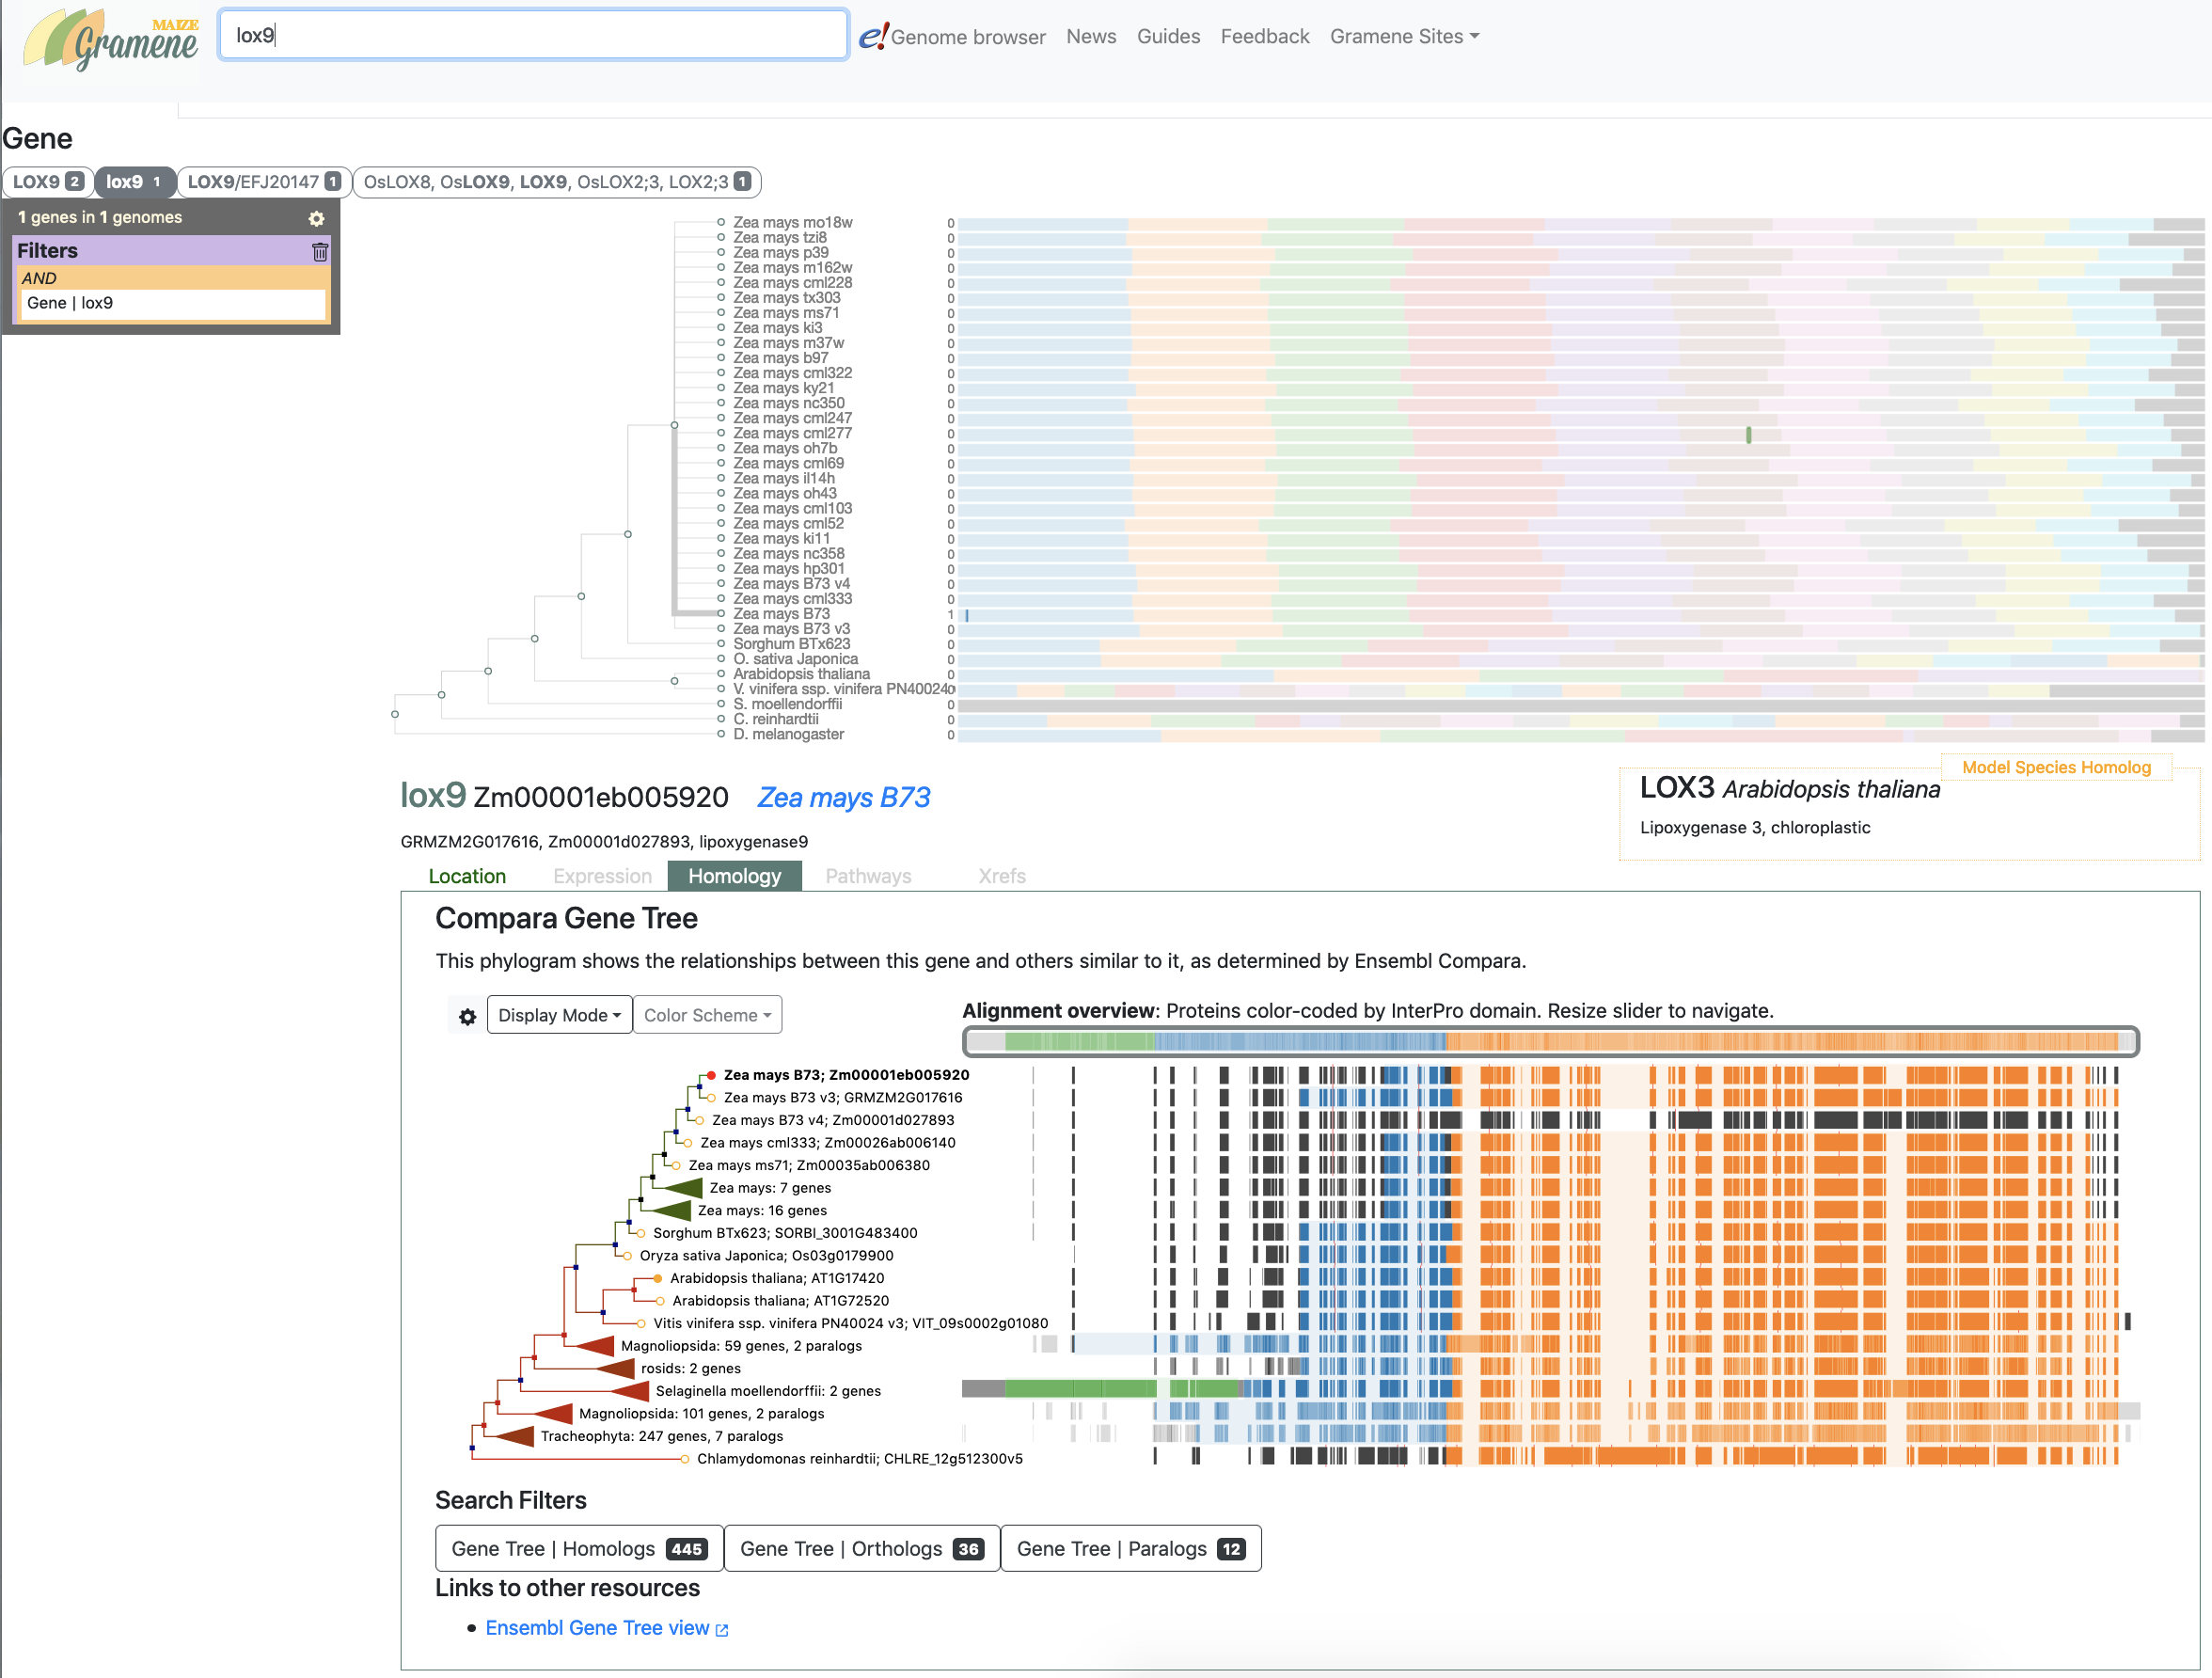 MAIZE
Gramene
lox9
e! Genome browser News Guides Feedback Gramene Sites
Gene
LOX9 2 lox9 1 LOX9/EFJ20147 1 OsLOX8, OsLOX9, LOX9, OsLOX2;3, LOX2;3 1
1 genes in 1 genomes
Filters
AND
Gene | lox9
Zea mays mo18w 0
Zea mays tzi8 0
Zea mays p39 0
Zea mays m162w 0
Zea mays cml228 0
Zea mays tx303 0
Zea mays ms71 0
Zea mays ki3 0
Zea mays m37w 0
Zea mays b97 0
Zea mays cml322 0
Zea mays ky21 0
Zea mays nc350 0
Zea mays cml247 0
Zea mays cml277 0
Zea mays oh7b 0
Zea mays cml69 0
Zea mays il14h 0
Zea mays oh43 0
Zea mays cml103 0
Zea mays cml52 0
Zea mays ki11 0
Zea mays nc358 0
Zea mays hp301 0
Zea mays B73 v4 0
Zea mays cml333 0
Zea mays B73 1
Zea mays B73 v3 0
Sorghum BTx623 0
O. sativa Japonica 0
Arabidopsis thaliana 0
V. vinifera ssp. vinifera PN40024 0
S. moellendorffii 0
C. reinhardtii 0
D. melanogaster 0
Model Species Homolog
lox9 Zm00001eb005920 Zea mays B73
LOX3 Arabidopsis thaliana
Lipoxygenase 3, chloroplastic
GRMZM2G017616, Zm00001d027893, lipoxygenase9
Location Expression Homology Pathways Xrefs
Compara Gene Tree
This phylogram shows the relationships between this gene and others similar to it, as determined by Ensembl Compara.
Display Mode Color Scheme
Alignment overview: Proteins color-coded by InterPro domain. Resize slider to navigate.
Zea mays B73; Zm00001eb005920
Zea mays B73 v3; GRMZM2G017616
Zea mays B73 v4; Zm00001d027893
Zea mays cml333; Zm00026ab006140
Zea mays ms71; Zm00035ab006380
Zea mays: 7 genes
Zea mays: 16 genes
Sorghum BTx623; SORBI_3001G483400
Oryza sativa Japonica; Os03g0179900
Arabidopsis thaliana; AT1G17420
Arabidopsis thaliana; AT1G72520
Vitis vinifera ssp. vinifera PN40024 v3; VIT_09s0002g01080
Magnoliopsida: 59 genes, 2 paralogs
rosids: 2 genes
Selaginella moellendorffii: 2 genes
Magnoliopsida: 101 genes, 2 paralogs
Tracheophyta: 247 genes, 7 paralogs
Chlamydomonas reinhardtii; CHLRE_12g512300v5
Search Filters
Gene Tree | Homologs 445 Gene Tree | Orthologs 36 Gene Tree | Paralogs 12
Links to other resources
Ensembl Gene Tree view